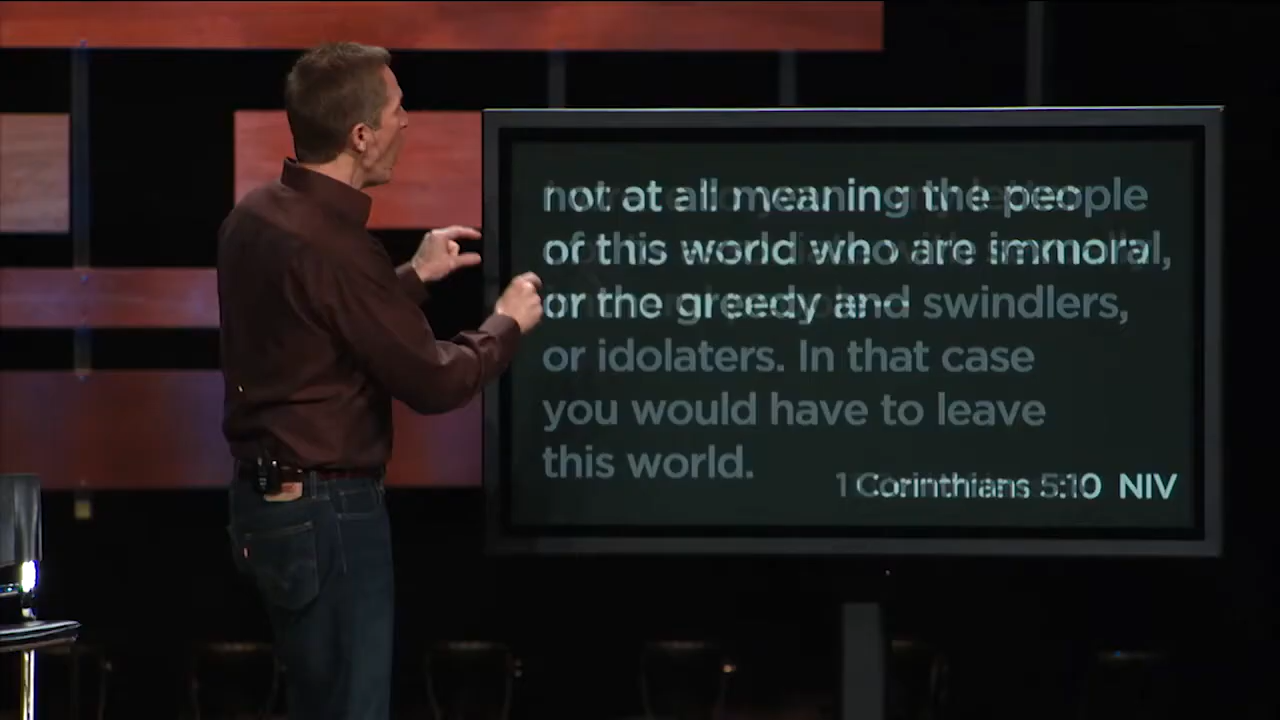 not at all meaning the people
of this world who are immoral,
or the greedy and swindlers,
or idolaters. In that case
you would have to leave
this world.
1 Corinthians 5:10 NIV